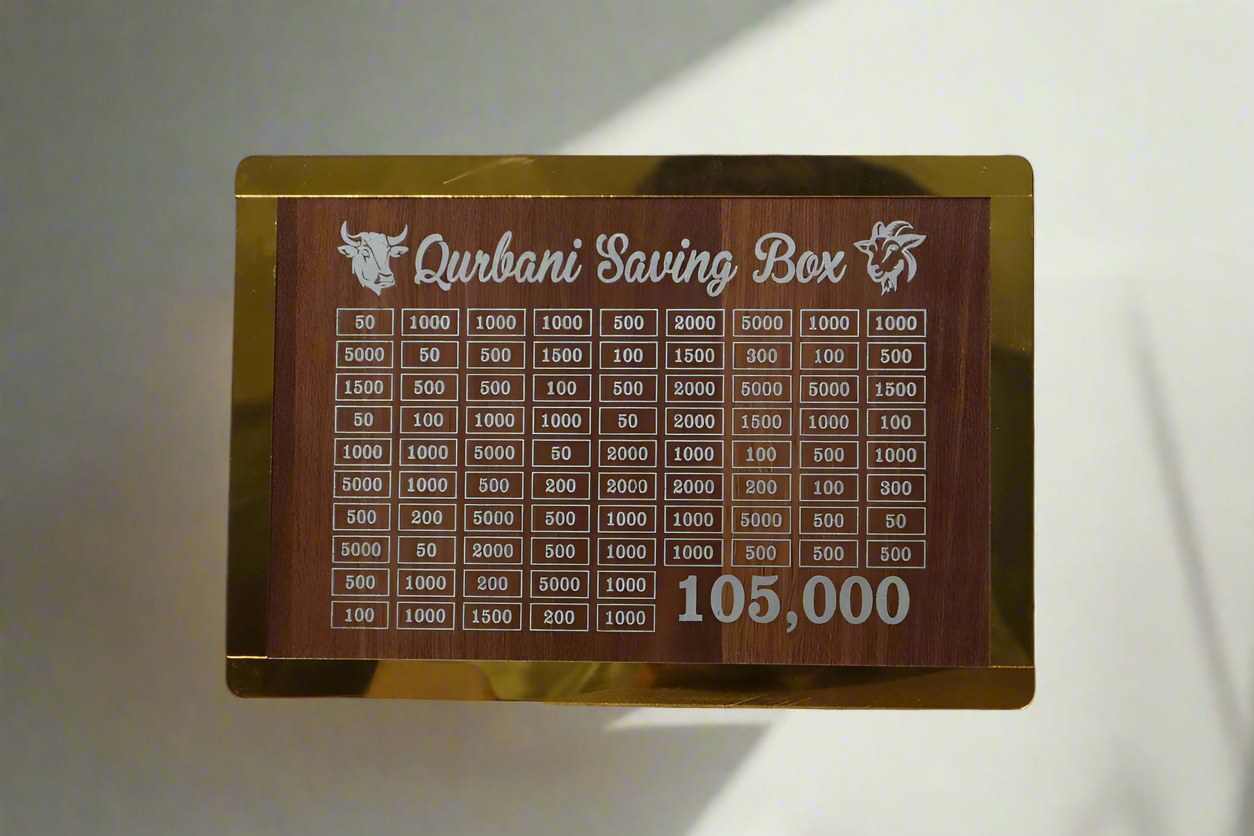 Qurbani Saving Box
50 1000 1000 1000 500 2000 5000 1000 1000
5000 50 500 1500 100 1500 300 100 500
1500 500 500 100 500 2000 5000 5000 1500
50 100 1000 1000 50 2000 1500 1000 100
1000 1000 5000 50 2000 1000 100 500 1000
5000 1000 500 200 2000 2000 200 100 300
500 200 5000 500 1000 1000 5000 500 50
5000 50 2000 500 1000 1000 500 500 500
500 1000 200 5000 1000
100 1000 1500 200 1000
105,000